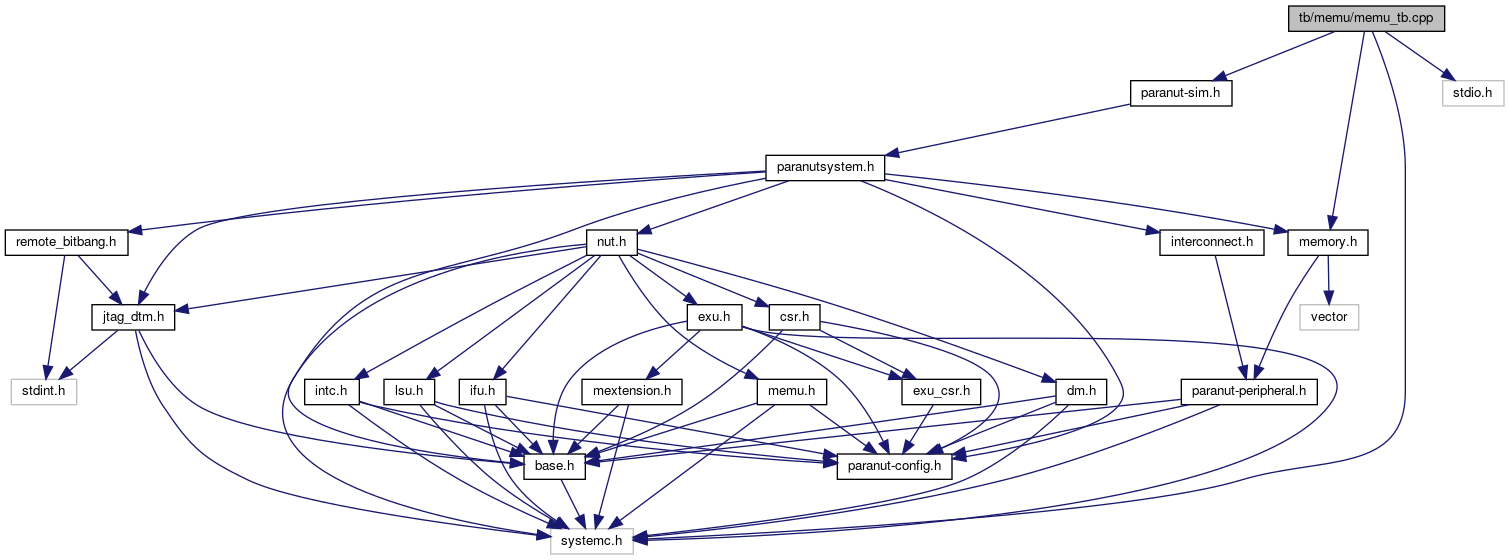 tb/memu/memu_tb.cpp
paranut-sim.h
stdio.h
paranutsystem.h
remote_bitbang.h
nut.h
interconnect.h
memory.h
jtag_dtm.h
exu.h
csr.h
vector
stdint.h
intc.h
lsu.h
ifu.h
mextension.h
memu.h
exu_csr.h
dm.h
paranut-peripheral.h
base.h
paranut-config.h
systemc.h